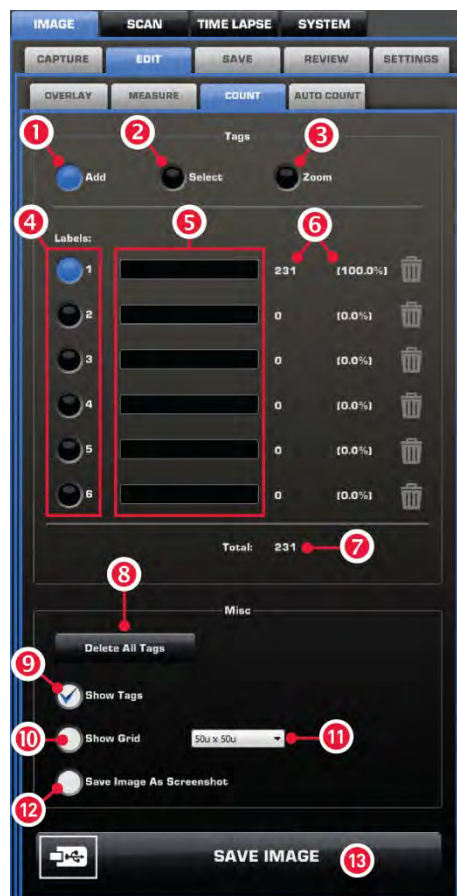 IMAGE SCAN TIME LAPSE SYSTEM
CAPTURE EDIT SAVE REVIEW SETTINGS
OVERLAY MEASURE COUNT AUTO COUNT
Tags
1 2 3
Add Select Zoom
4 5 6
Labels:
1 231 (100.0%)
2 0 (0.0%)
3 0 (0.0%)
4 0 (0.0%)
5 0 (0.0%)
6 0 (0.0%)
Total: 231 7
8
Misc
Delete All Tags
9
Show Tags
10 Show Grid 50u x 50u 11
Save Image As Screenshot
12
SAVE IMAGE 13